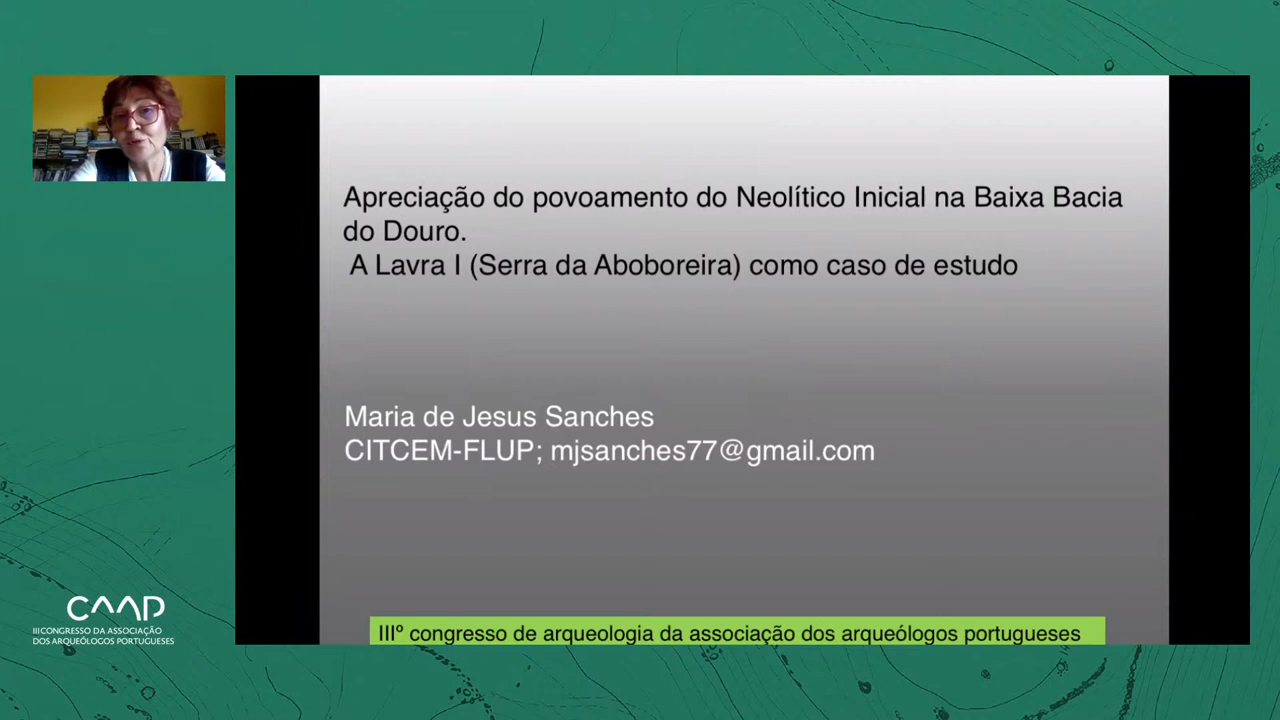 Apreciação do povoamento do Neolítico Inicial na Baixa Bacia
do Douro.
A Lavra I (Serra da Aboboreira) como caso de estudo
Maria de Jesus Sanches
CITCEM-FLUP; mjsanches77@gmail.com
IIIº congresso de arqueologia da associação dos arqueólogos portugueses
CAAP
III CONGRESSO DA ASSOCIAÇÃO
DOS ARQUEÓLOGOS PORTUGUESES